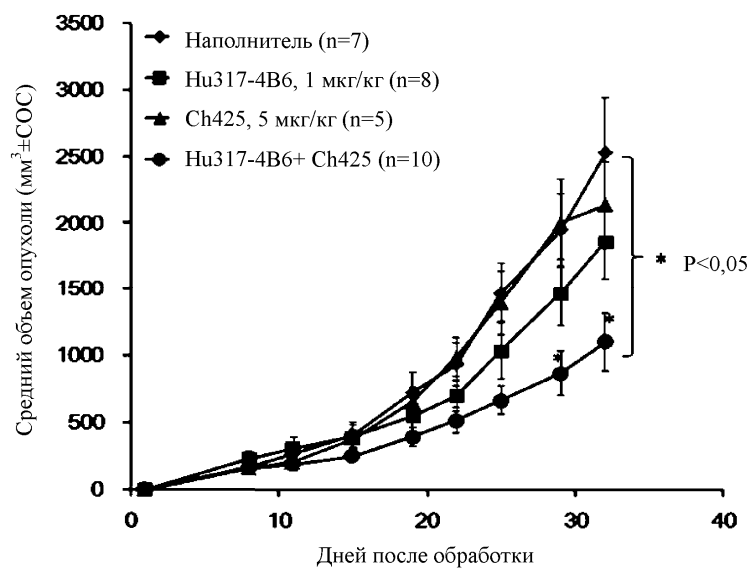 3500
3000
2500
2000
1500
1000
500
0
Средний объем опухоли (мм³±СОС)
Наполнитель (n=7)
Hu317-4B6, 1 мкг/кг (n=8)
Ch425, 5 мкг/кг (n=5)
Hu317-4B6+ Ch425 (n=10)
* P<0,05
*
*
0 10 20 30 40
Дней после обработки